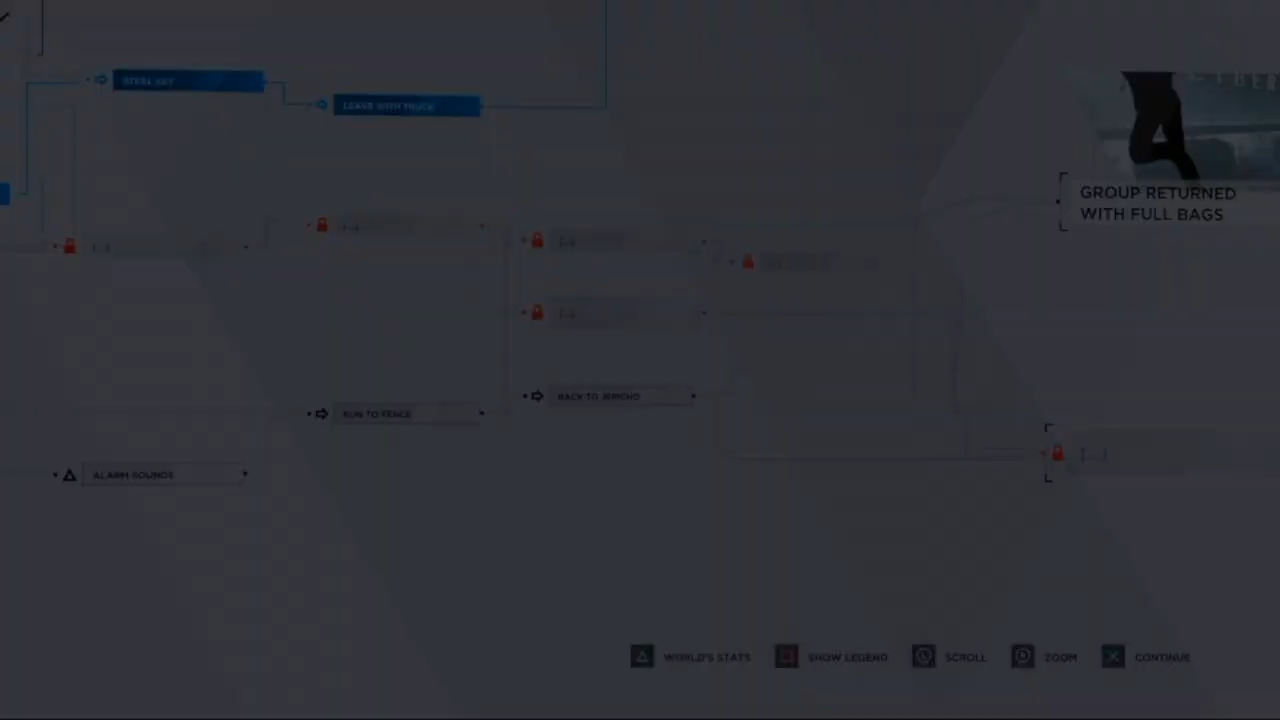 STEAL KEY
LEAVE WITH TRUCK
GROUP RETURNED
WITH FULL BAGS
[...]
[...]
[...]
[...]
BACK TO JERICHO
RUN TO FENCE
[...]
ALARM SOUNDS
WORLD'S STATS
SHOW LEGEND
SCROLL
ZOOM
CONTINUE